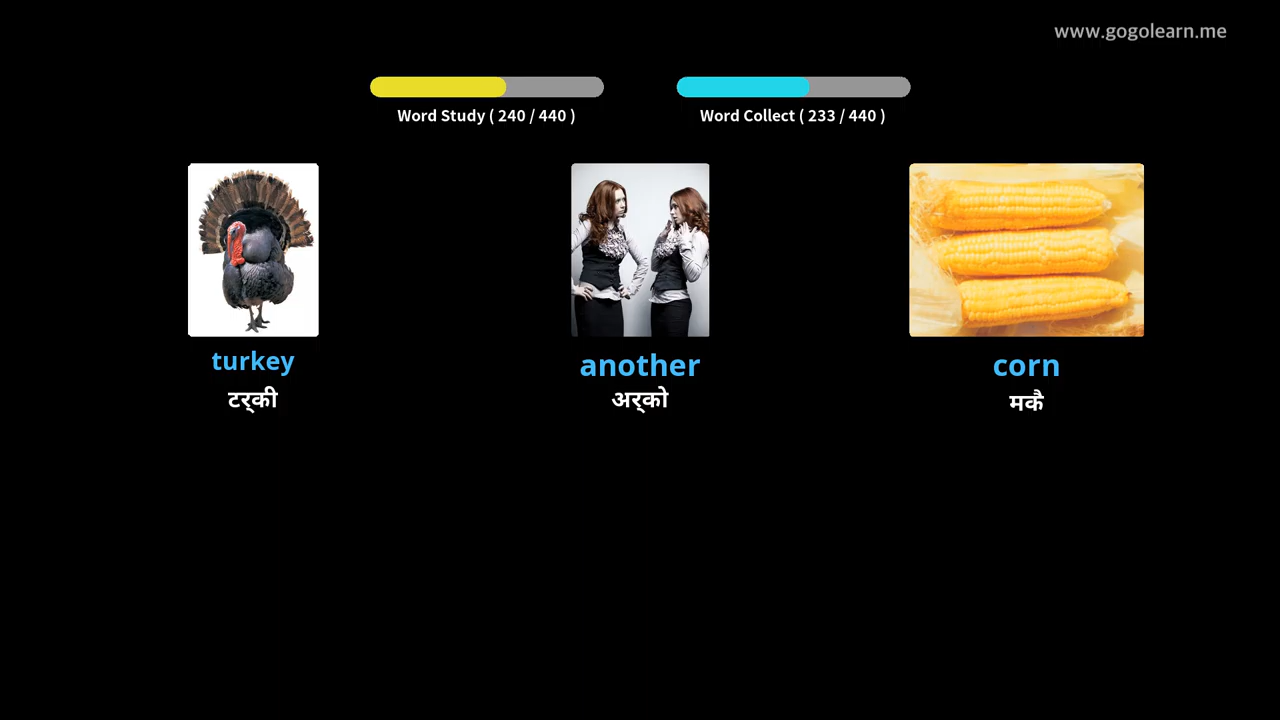 www.gogolearn.me
Word Study ( 240 / 440 )
Word Collect ( 233 / 440 )
turkey
टर्‌की
another
अर्‌को
corn
मकै